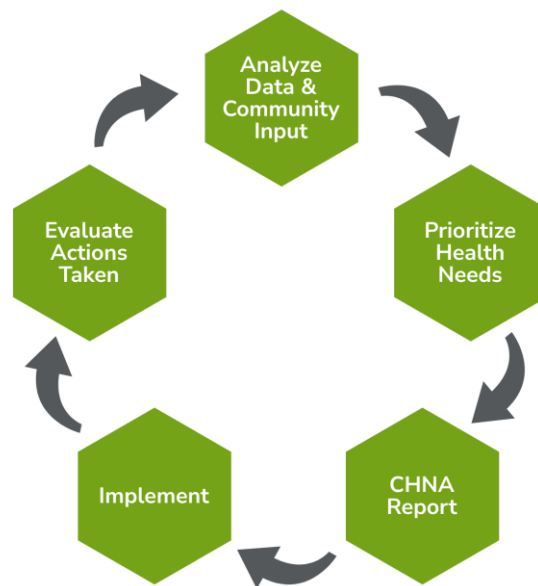 Analyze
Data &
Community
Input
Prioritize
Health
Needs
CHNA
Report
Implement
Evaluate
Actions
Taken